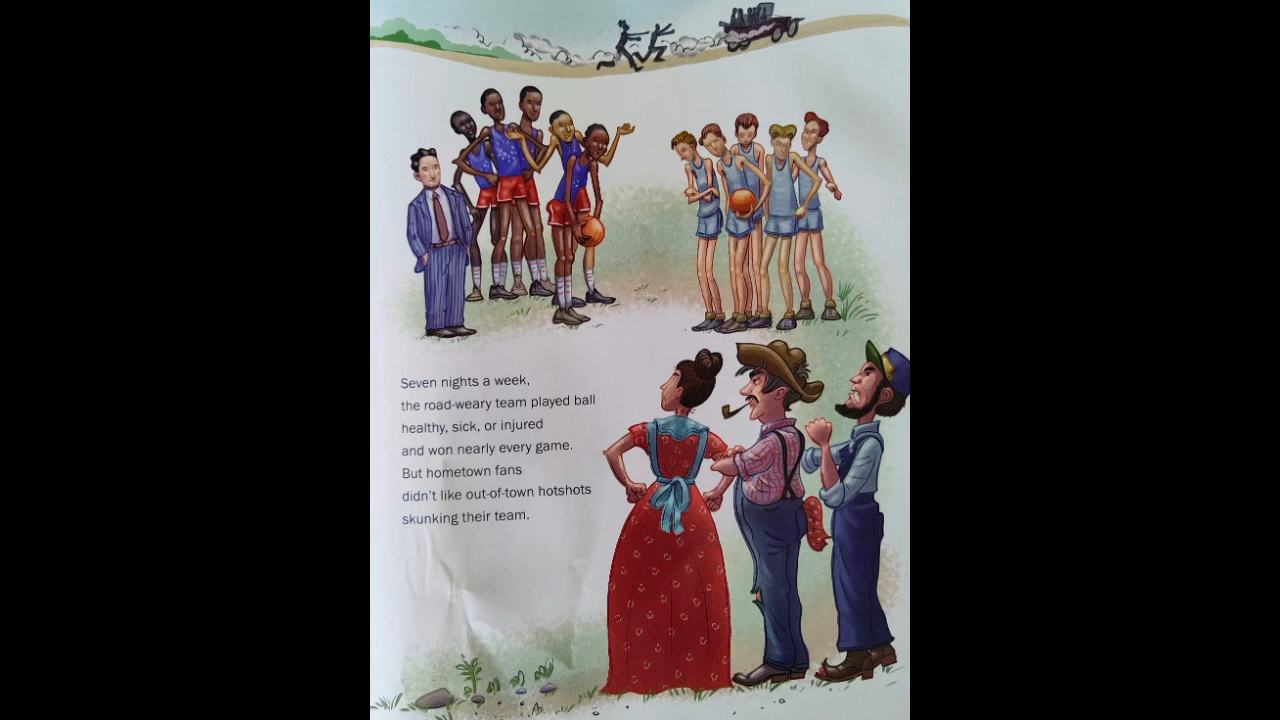 Seven nights a week,
the road-weary team played ball
healthy, sick, or injured
and won nearly every game.
But hometown fans
didn't like out-of-town hotshots
skunking their team.